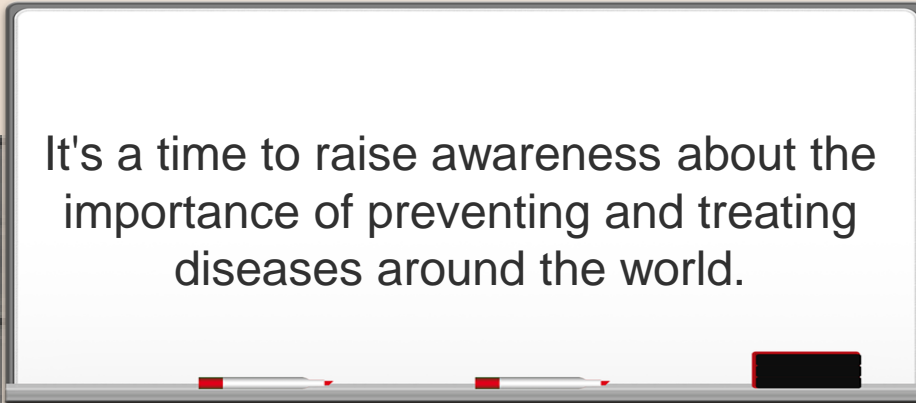 It's a time to raise awareness about the
importance of preventing and treating
diseases around the world.